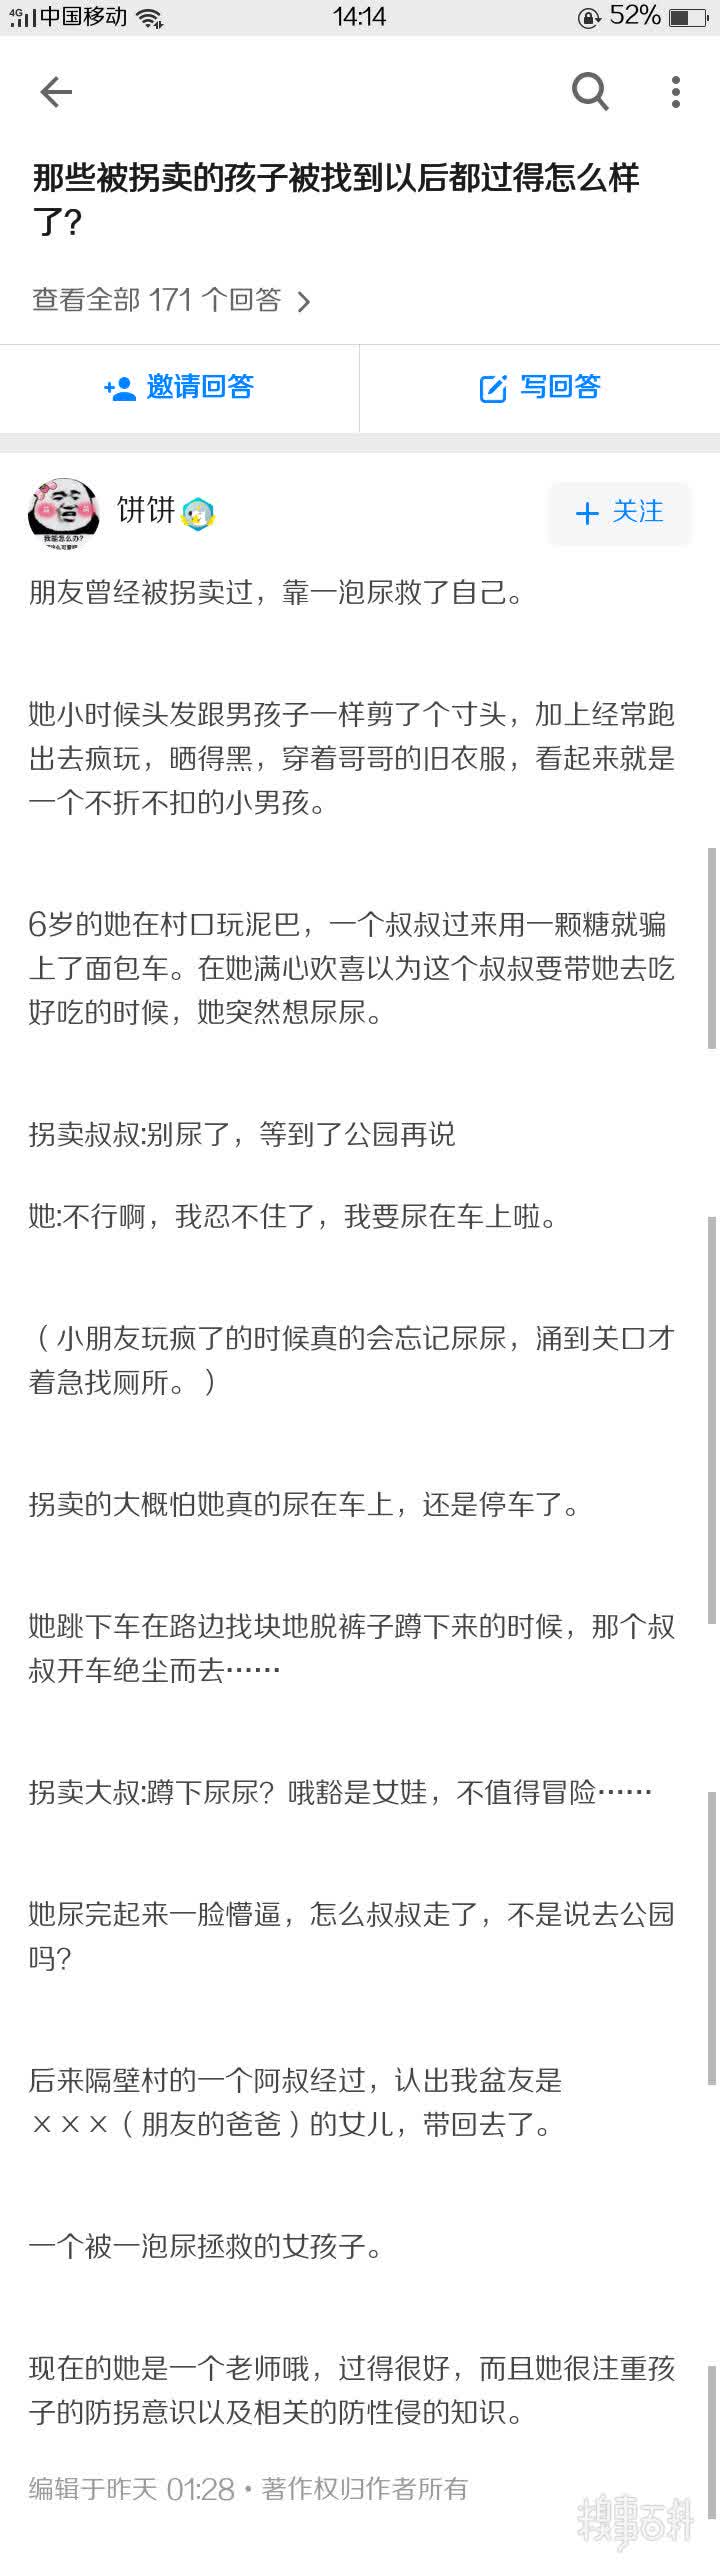 4G 中国移动 14:14 52%
那些被拐卖的孩子被找到以后都过得怎么样
了?
查看全部 171 个回答
邀请回答 写回答
饼饼 + 关注
朋友曾经被拐卖过，靠一泡尿救了自己。
她小时候头发跟男孩子一样剪了个寸头，加上经常跑
出去疯玩，晒得黑，穿着哥哥的旧衣服，看起来就是
一个不折不扣的小男孩。
6岁的她在村口玩泥巴，一个叔叔过来用一颗糖就骗
上了面包车。在她满心欢喜以为这个叔叔要带她去吃
好吃的时候，她突然想尿尿。
拐卖叔叔:别尿了，等到了公园再说
她:不行啊，我忍不住了，我要尿在车上啦。
（小朋友玩疯了的时候真的会忘记尿尿，涌到关口才
着急找厕所。）
拐卖的大概怕她真的尿在车上，还是停车了。
她跳下车在路边找块地脱裤子蹲下来的时候，那个叔
叔开车绝尘而去……
拐卖大叔:蹲下尿尿？哦豁是女娃，不值得冒险……
她尿完起来一脸懵逼，怎么叔叔走了，不是说去公园
吗？
后来隔壁村的一个阿叔经过，认出我盆友是
×××（朋友的爸爸）的女儿，带回去了。
一个被一泡尿拯救的女孩子。
现在的她是一个老师哦，过得很好，而且她很注重孩
子的防拐意识以及相关的防性侵的知识。
编辑于昨天 01:28 • 著作权归作者所有
糗事百科